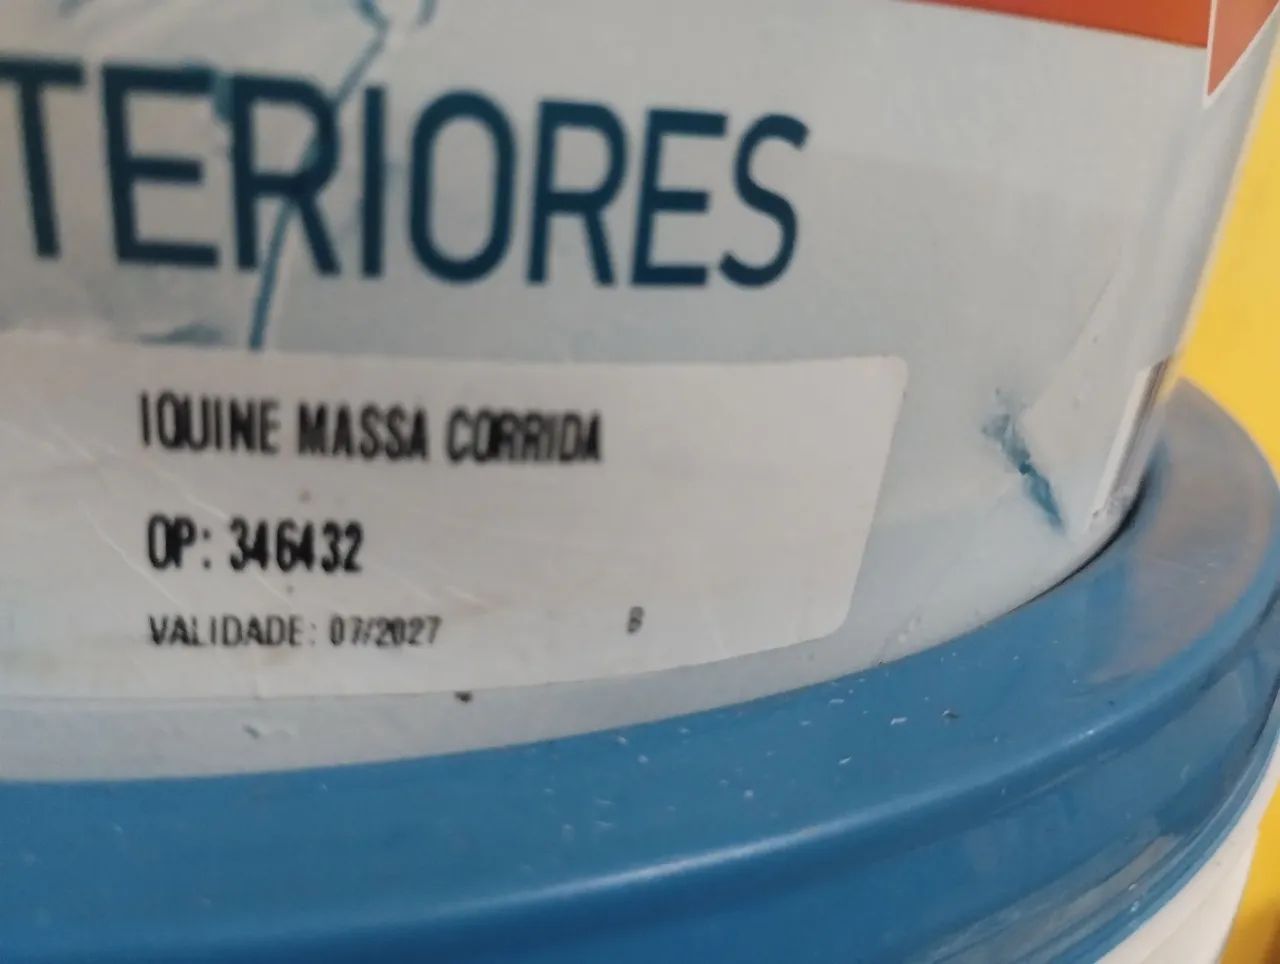 TERIORES
IQUINE MASSA CORRIDA
OP: 346432
VALIDADE: 07/2027
B